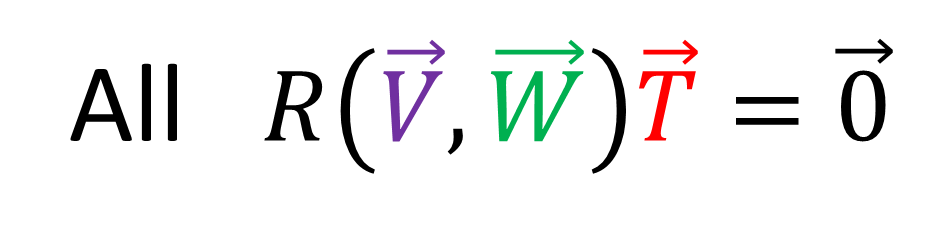 All R(V⃗, W⃗)T⃗ = 0⃗